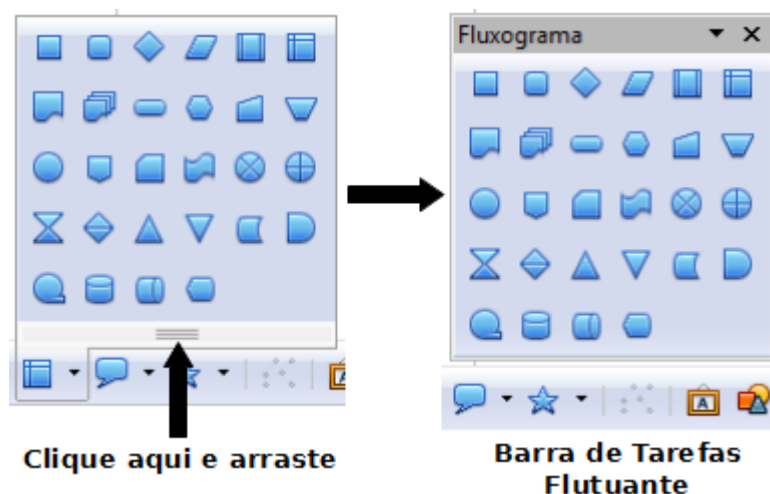 Fluxograma
A
A
Clique aqui e arraste
Barra de Tarefas
Flutuante